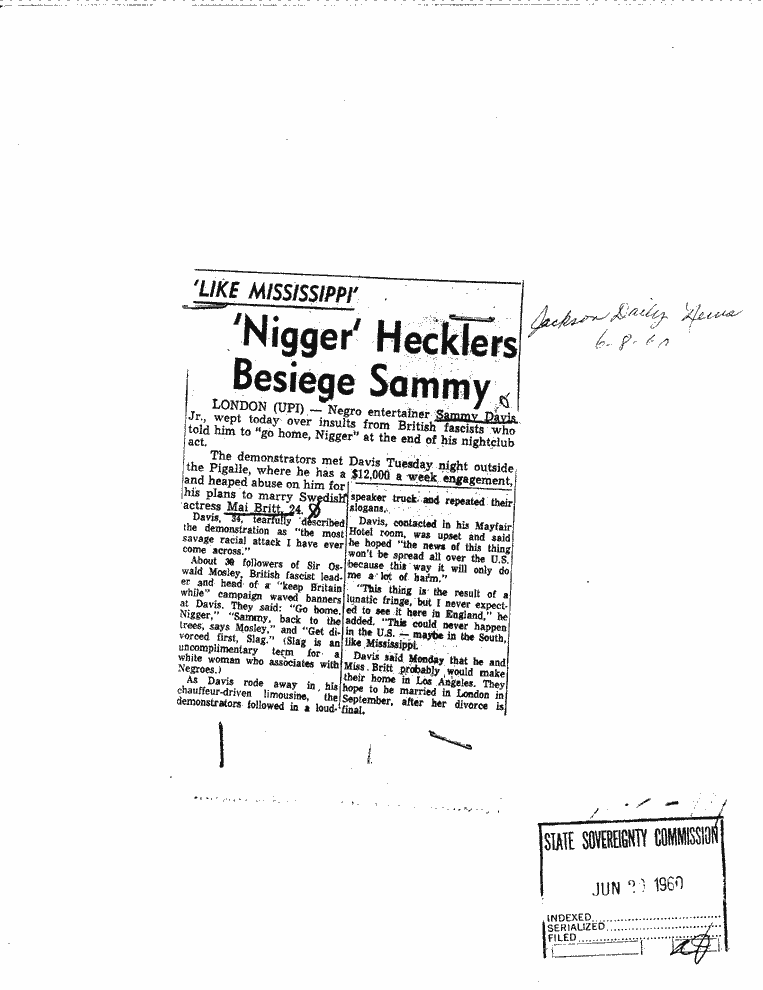 'LIKE MISSISSIPPI'
'Nigger' Hecklers
Besiege Sammy
LONDON (UPI) — Negro entertainer Sammy Davis
Jr., wept today over insults from British fascists who
told him to "go home, Nigger" at the end of his nightclub
act.
The demonstrators met Davis Tuesday night outside
the Pigalle, where he has a $12,000 a week engagement,
and heaped abuse on him for
his plans to marry Swedish
actress Mai Britt, 24.
Davis, 34, tearfully described
the demonstration as "the most
savage racial attack I have ever
come across."
About 30 followers of Sir Os-
wald Mosley, British fascist lead-
er and head of a "keep Britain
while" campaign waved banners
at Davis. They said: "Go home,
Nigger," "Sammy, back to the
trees, says Mosley," and "Get di-
vorced first, Slag." (Slag is an
uncomplimentary term for a
white woman who associates with
Negroes.)
As Davis rode away in his
chauffeur-driven limousine, the
demonstrators followed in a loud-
speaker truck and repeated their
slogans.
Davis, contacted in his Mayfair
Hotel room, was upset and said
he hoped "the news of this thing
won't be spread all over the U.S.
because this way it will only do
me a lot of harm."
"This thing is the result of a
lunatic fringe, but I never expect-
ed to see it here in England," he
added. "This could never happen
in the U.S. — maybe in the South,
like Mississippi.
Davis said Monday that he and
Miss. Britt probably would make
their home in Los Angeles. They
hope to be married in London in
September, after her divorce is
final.
Jackson Daily News
6-8-60
STATE SOVEREIGNTY COMMISSION
JUN 1960
INDEXED
SERIALIZED
FILED